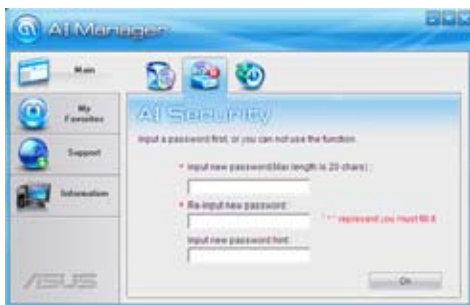 AI Manager
Main
My Favorites
Support
Information
AI Security
Input a password first, or you can not use the function.
* Input new password(Max length is 20 chars) :
* Re-input new password:
" * " represend you must fill it
Input new password hint:
ASUS